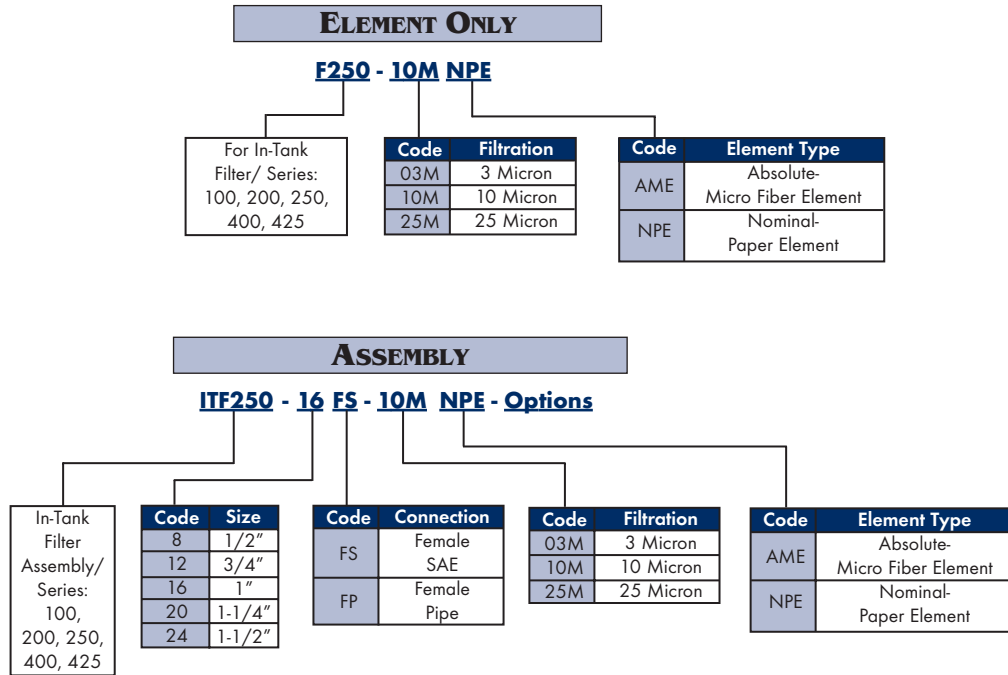 ELEMENT ONLY
F250 - 10M NPE
For In-Tank
Filter/ Series:
100, 200, 250,
400, 425
Code Filtration
03M 3 Micron
10M 10 Micron
25M 25 Micron
Code Element Type
AME Absolute-
Micro Fiber Element
NPE Nominal-
Paper Element
ASSEMBLY
ITF250 - 16 FS - 10M NPE - Options
In-Tank
Filter
Assembly/
Series:
100,
200, 250,
400, 425
Code Size
8 1/2”
12 3/4”
16 1”
20 1-1/4”
24 1-1/2”
Code Connection
FS Female
SAE
FP Female
Pipe
Code Filtration
03M 3 Micron
10M 10 Micron
25M 25 Micron
Code Element Type
AME Absolute-
Micro Fiber Element
NPE Nominal-
Paper Element